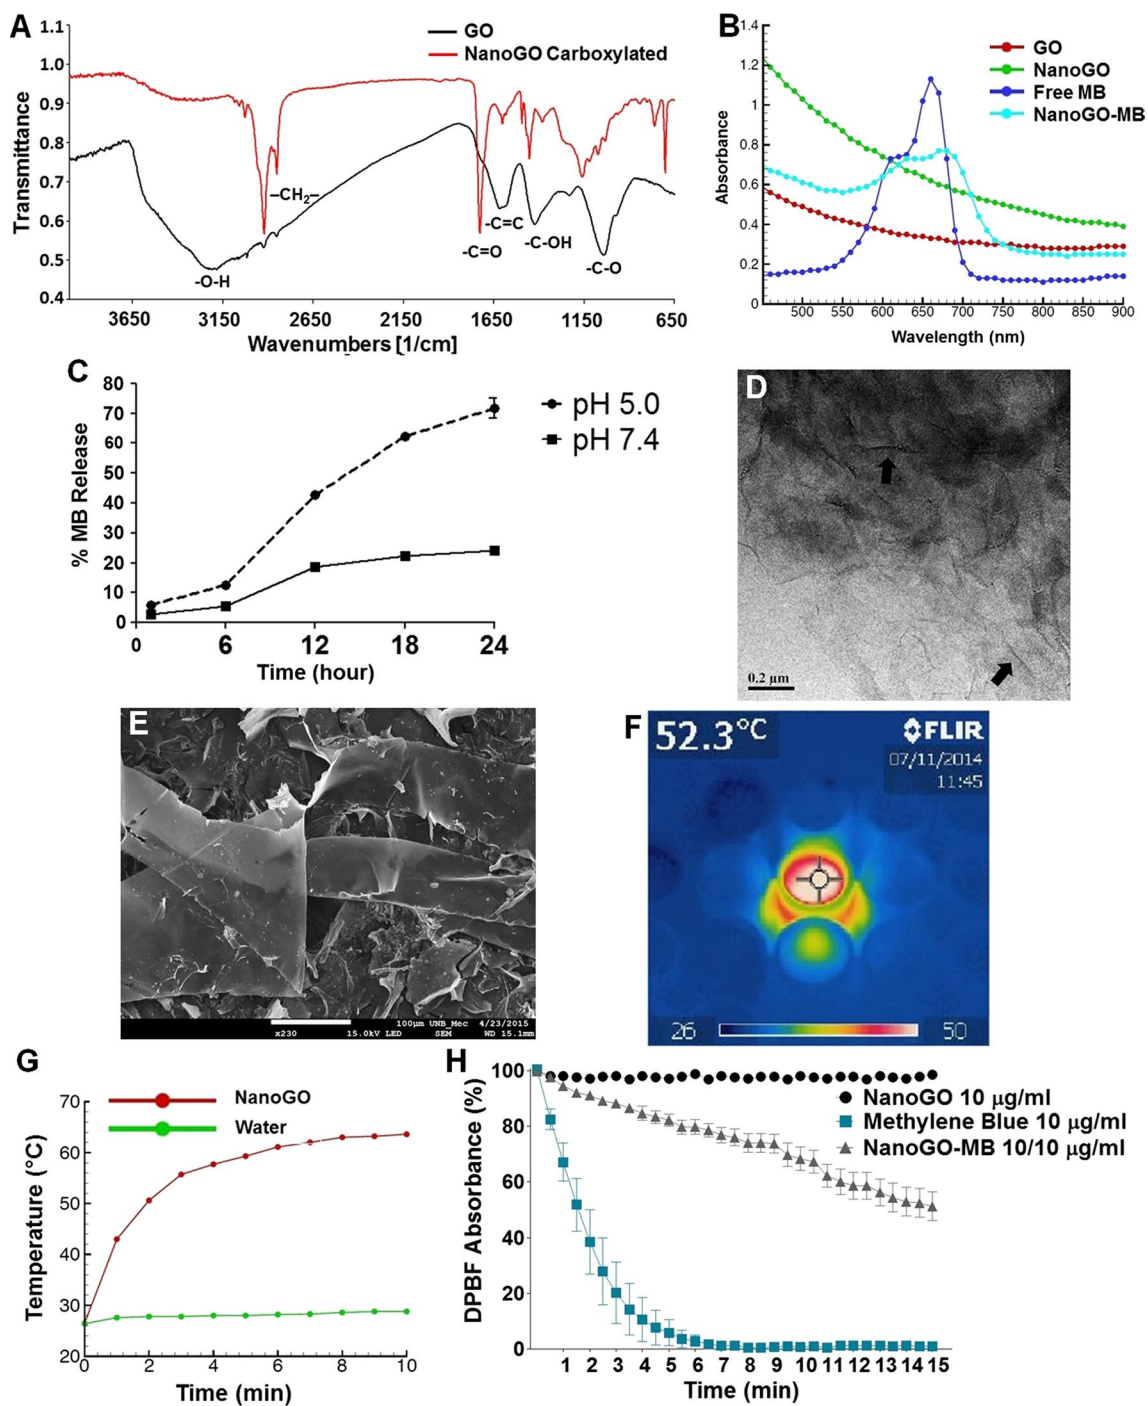 A
GO
NanoGO Carboxylated
1.1
1.0
0.9
0.8
0.7
0.6
0.5
0.4
Transmittance
-O-H
-CH2-
-C=O
-C=C
-C-OH
-C-O
3650 3150 2650 2150 1650 1150 650
Wavenumbers [1/cm]
B
GO
NanoGO
Free MB
NanoGO-MB
1.4
1.2
1
0.8
0.6
0.4
0.2
0
Absorbance
500 550 600 650 700 750 800 850 900
Wavelength (nm)
C
80
70
60
50
40
30
20
10
0
% MB Release
pH 5.0
pH 7.4
0 6 12 18 24
Time (hour)
D
0.2 µm
E
100µm UNB_Mec 4/23/2015
x230 15.0kV LED SEM WD 15.1mm
F
52.3°C
FLIR
07/11/2014
11:45
26 50
G
NanoGO
Water
70
60
50
40
30
20
Temperature (°C)
0 2 4 6 8 10
Time (min)
H
100
80
60
40
20
0
DPBF Absorbance (%)
NanoGO 10 µg/ml
Methylene Blue 10 µg/ml
NanoGO-MB 10/10 µg/ml
1 2 3 4 5 6 7 8 9 10 11 12 13 14 15
Time (min)